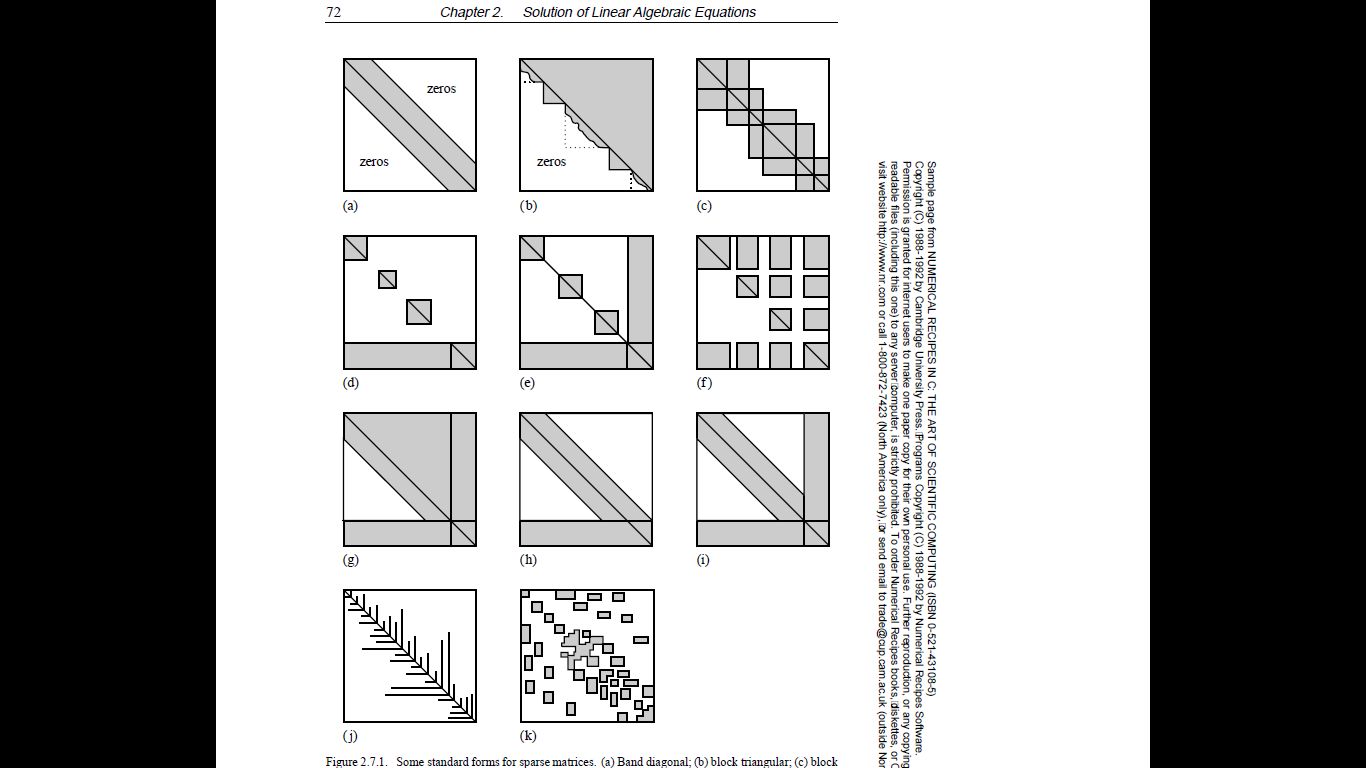 72 Chapter 2. Solution of Linear Algebraic Equations
zeros
zeros
(a)
zeros
(b)
(c)
(d)
(e)
(f)
(g)
(h)
(i)
(j)
(k)
Figure 2.7.1. Some standard forms for sparse matrices. (a) Band diagonal; (b) block triangular; (c) block
Sample page from NUMERICAL RECIPES IN C: THE ART OF SCIENTIFIC COMPUTING (ISBN 0-521-43108-5)
Copyright (C) 1988-1992 by Cambridge University Press. Programs Copyright (C) 1988-1992 by Numerical Recipes Software.
Permission is granted for internet users to make one paper copy for their own personal use. Further reproduction, or any copying
readable files (including this one) to any server computer, is strictly prohibited. To order Numerical Recipes books, diskettes, or C
visit website http://www.nr.com or call 1-800-872-7423 (North America only), or send email to trade@cup.cam.ac.uk (outside Nor